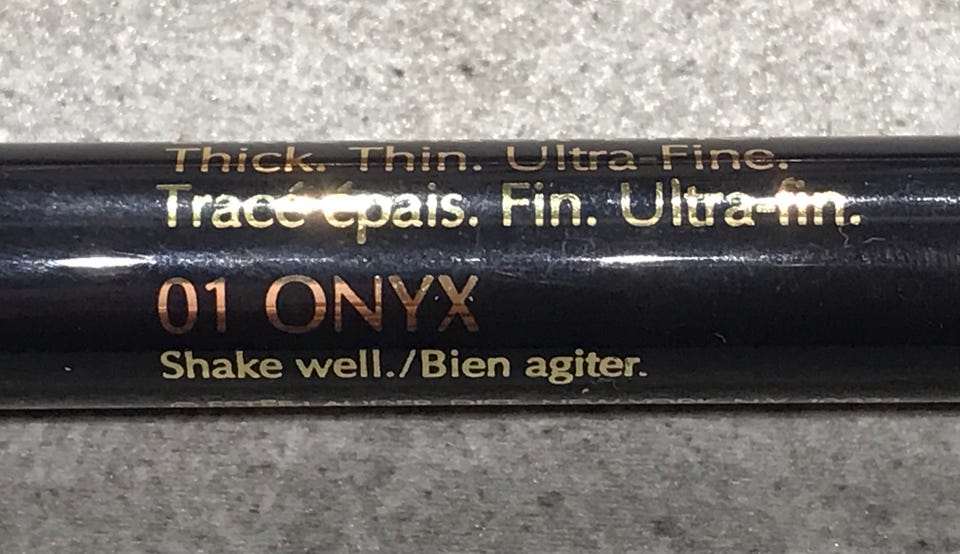 Thick. Thin. Ultra-Fine.
Tracé épais. Fin. Ultra-fin.
01 ONYX
Shake well./Bien agiter.